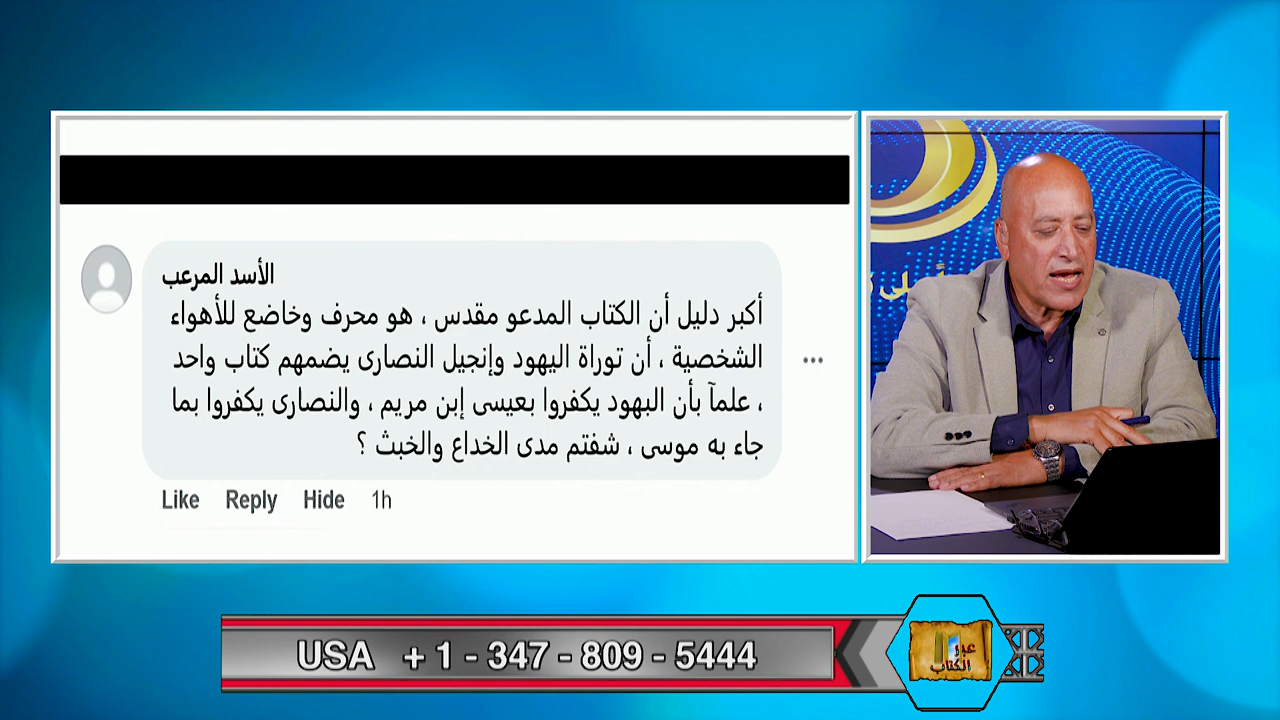 الأسد المرعب
أكبر دليل أن الكتاب المدعو مقدس ، هو محرف وخاضع للأهواء
الشخصية ، أن توراة اليهود وإنجيل النصارى يضمهم كتاب واحد
، علمآ بأن اليهود يكفروا بعيسى إبن مريم ، والنصارى يكفروا بما
جاء به موسى ، شفتم مدى الخداع والخبث ؟
Like Reply Hide 1h
USA + 1 - 347 - 809 - 5444
عبر
الكتاب